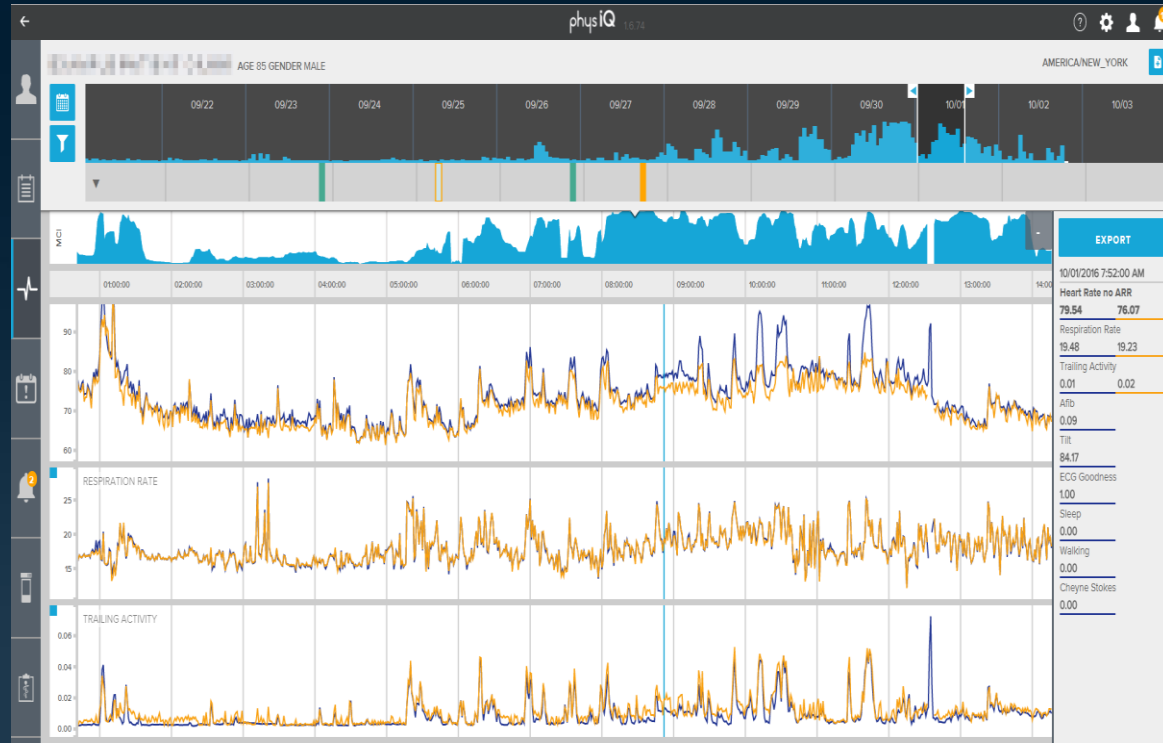 physIQ 1.6.74
AGE 85 GENDER MALE
AMERICA/NEW_YORK
09/22 09/23 09/24 09/25 09/26 09/27 09/28 09/29 09/30 10/01 10/02 10/03
MCI
-
EXPORT
01:00:00 02:00:00 03:00:00 04:00:00 05:00:00 06:00:00 07:00:00 08:00:00 09:00:00 10:00:00 11:00:00 12:00:00 13:00:00 14:00
10/01/2016 7:52:00 AM
Heart Rate no ARR
79.54 76.07
Respiration Rate
19.48 19.23
Trailing Activity
0.01 0.02
Afib
0.09
Tilt
84.17
ECG Goodness
1.00
Sleep
0.00
Walking
0.00
Cheyne Stokes
0.00
90
80
70
60
RESPIRATION RATE
25
20
15
TRAILING ACTIVITY
0.06
0.04
0.02
0.00
2